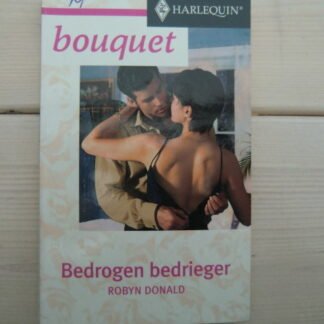 HARLEQUIN®
bouquet
Bedrogen bedrieger
ROBYN DONALD